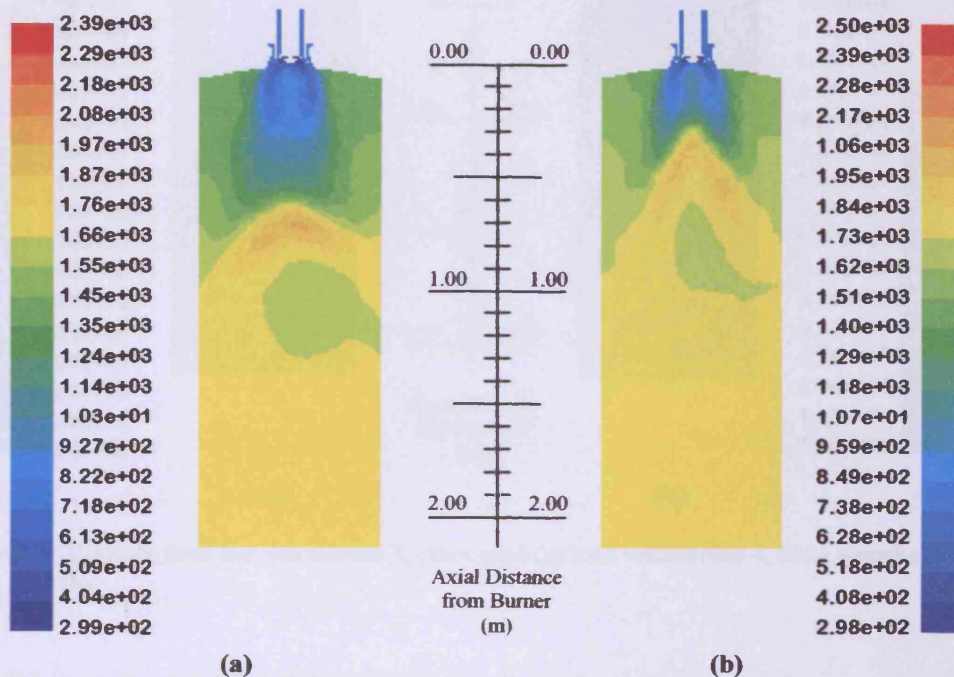 2.39e+03
2.29e+03
2.18e+03
2.08e+03
1.97e+03
1.87e+03
1.76e+03
1.66e+03
1.55e+03
1.45e+03
1.35e+03
1.24e+03
1.14e+03
1.03e+01
9.27e+02
8.22e+02
7.18e+02
6.13e+02
5.09e+02
4.04e+02
2.99e+02
(a)
0.00 0.00
1.00 1.00
2.00 2.00
Axial Distance
from Burner
(m)
2.50e+03
2.39e+03
2.28e+03
2.17e+03
1.06e+03
1.95e+03
1.84e+03
1.73e+03
1.62e+03
1.51e+03
1.40e+03
1.29e+03
1.18e+03
1.07e+01
9.59e+02
8.49e+02
7.38e+02
6.28e+02
5.18e+02
4.08e+02
2.98e+02
(b)